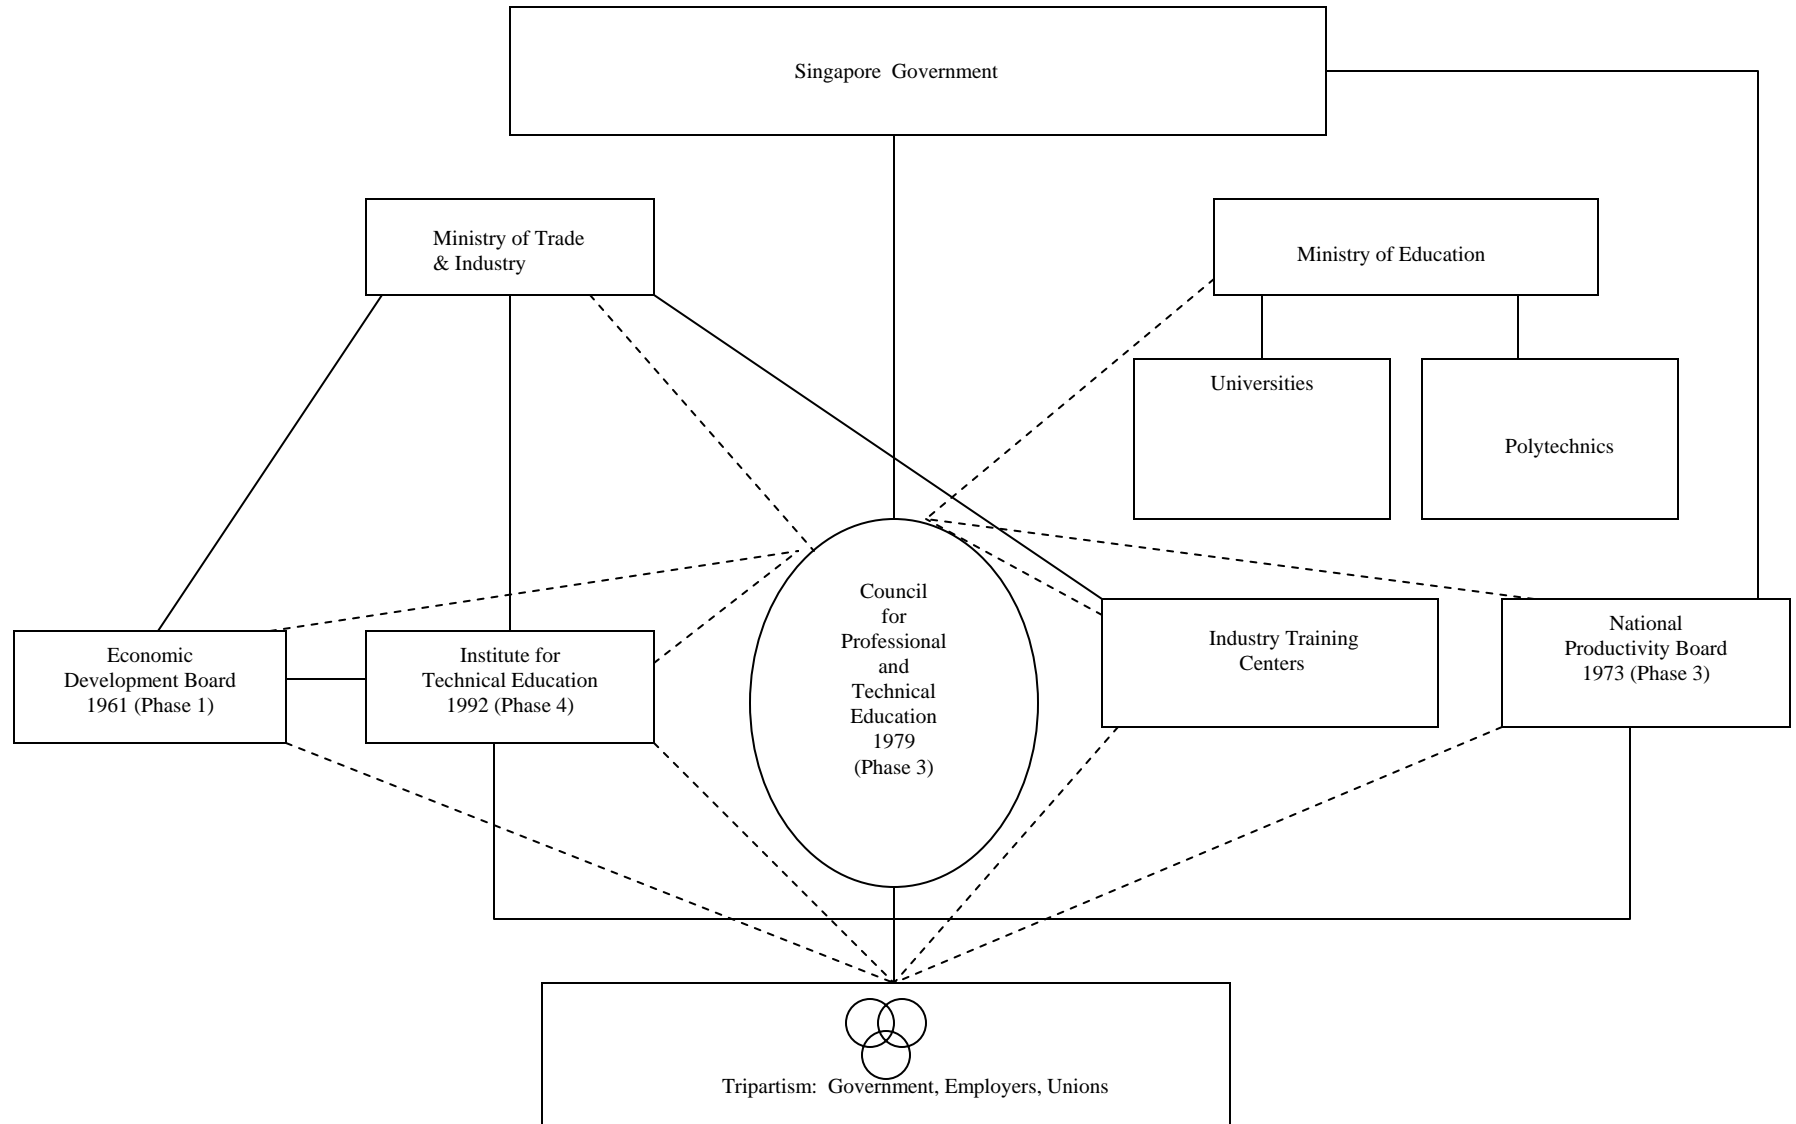 Singapore  Government
Ministry of Trade
& Industry
Ministry of Education
Universities
Polytechnics
Economic
Development Board
1961 (Phase 1)
Institute for
Technical Education
1992 (Phase 4)
Council
for
Professional
and
Technical
Education
1979
(Phase 3)
Industry Training
Centers
National
Productivity Board
1973 (Phase 3)
Tripartism:  Government, Employers, Unions